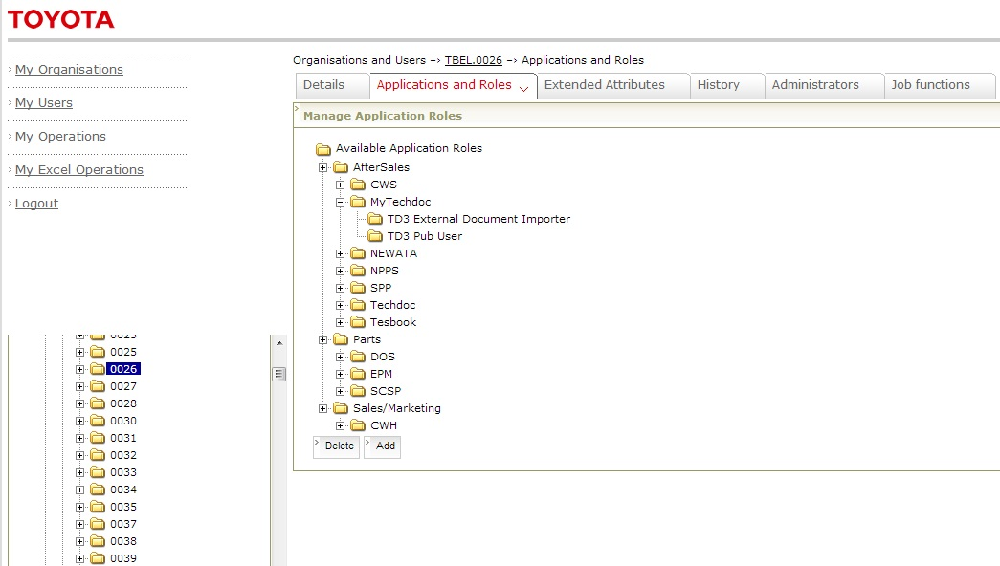 TOYOTA
My Organisations
My Users
My Operations
My Excel Operations
Logout
0025
0026
0027
0028
0030
0031
0032
0033
0034
0035
0037
0038
0039
Organisations and Users –> TBEL.0026 –> Applications and Roles
Details Applications and Roles Extended Attributes History Administrators Job functions
Manage Application Roles
Available Application Roles
AfterSales
CWS
MyTechdoc
TD3 External Document Importer
TD3 Pub User
NEWATA
NPPS
SPP
Techdoc
Tesbook
Parts
DOS
EPM
SCSP
Sales/Marketing
CWH
Delete Add